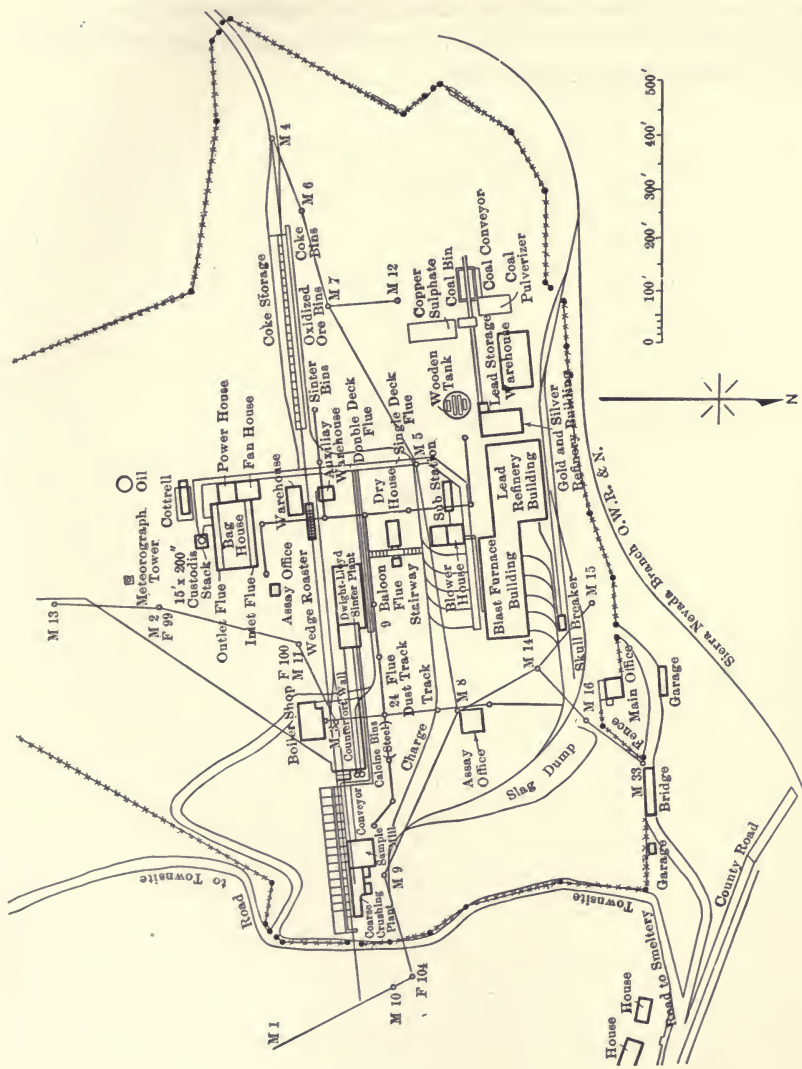 M 4
M 6
Coke Storage
Coke
Bins
Oxidized
Ore Bins
M 7
M 12
Copper
Sulphate
Coal Bin
Coal Conveyor
Coal
Pulverizer
0
100'
200'
300'
400'
500'
Sinter
Bins
Auxiliay
Warehouse
Double Deck
Flue
Single Deck
Flue
M 5
Wooden
Tank
Lead Storage
Warehouse
Gold and Silver
Refinery Building
Oil
Power House
Fan House
Cottrell
Meteorograph
Tower
15' x 200"
Custodis
Stack
Bag
House
Outlet Flue
Inlet Flue
Warehouse
Assay Office
Wedge Roaster
Dwight-Lloyd
Sinter Plant
Dry
House
Sub Station
Lead
Refinery
Building
9 Baloon
Flue
Stairway
Blower
House
Blast Furnace
Building
Skull Breaker
M 13
M 2
F 99
F 100
M 11
M 3
Boiler Shop
Counterfort Wall
Calcine Bins
(Steel)
24 Flue
Dust Track
Charge
Track
M 8
Assay
Office
M 14
M 15
M 16
Main Office
Fence
Garage
Slag Dump
M 33
Bridge
Conveyor
Sample
Mill
Coarse
Crushing
Plant
M 9
Road
to Townsite
Townsite
Garage
County Road
Road to Smeltery
House
House
M 1
M 10
F 104
Sierra Nevada Branch O.W.R. & N.
N